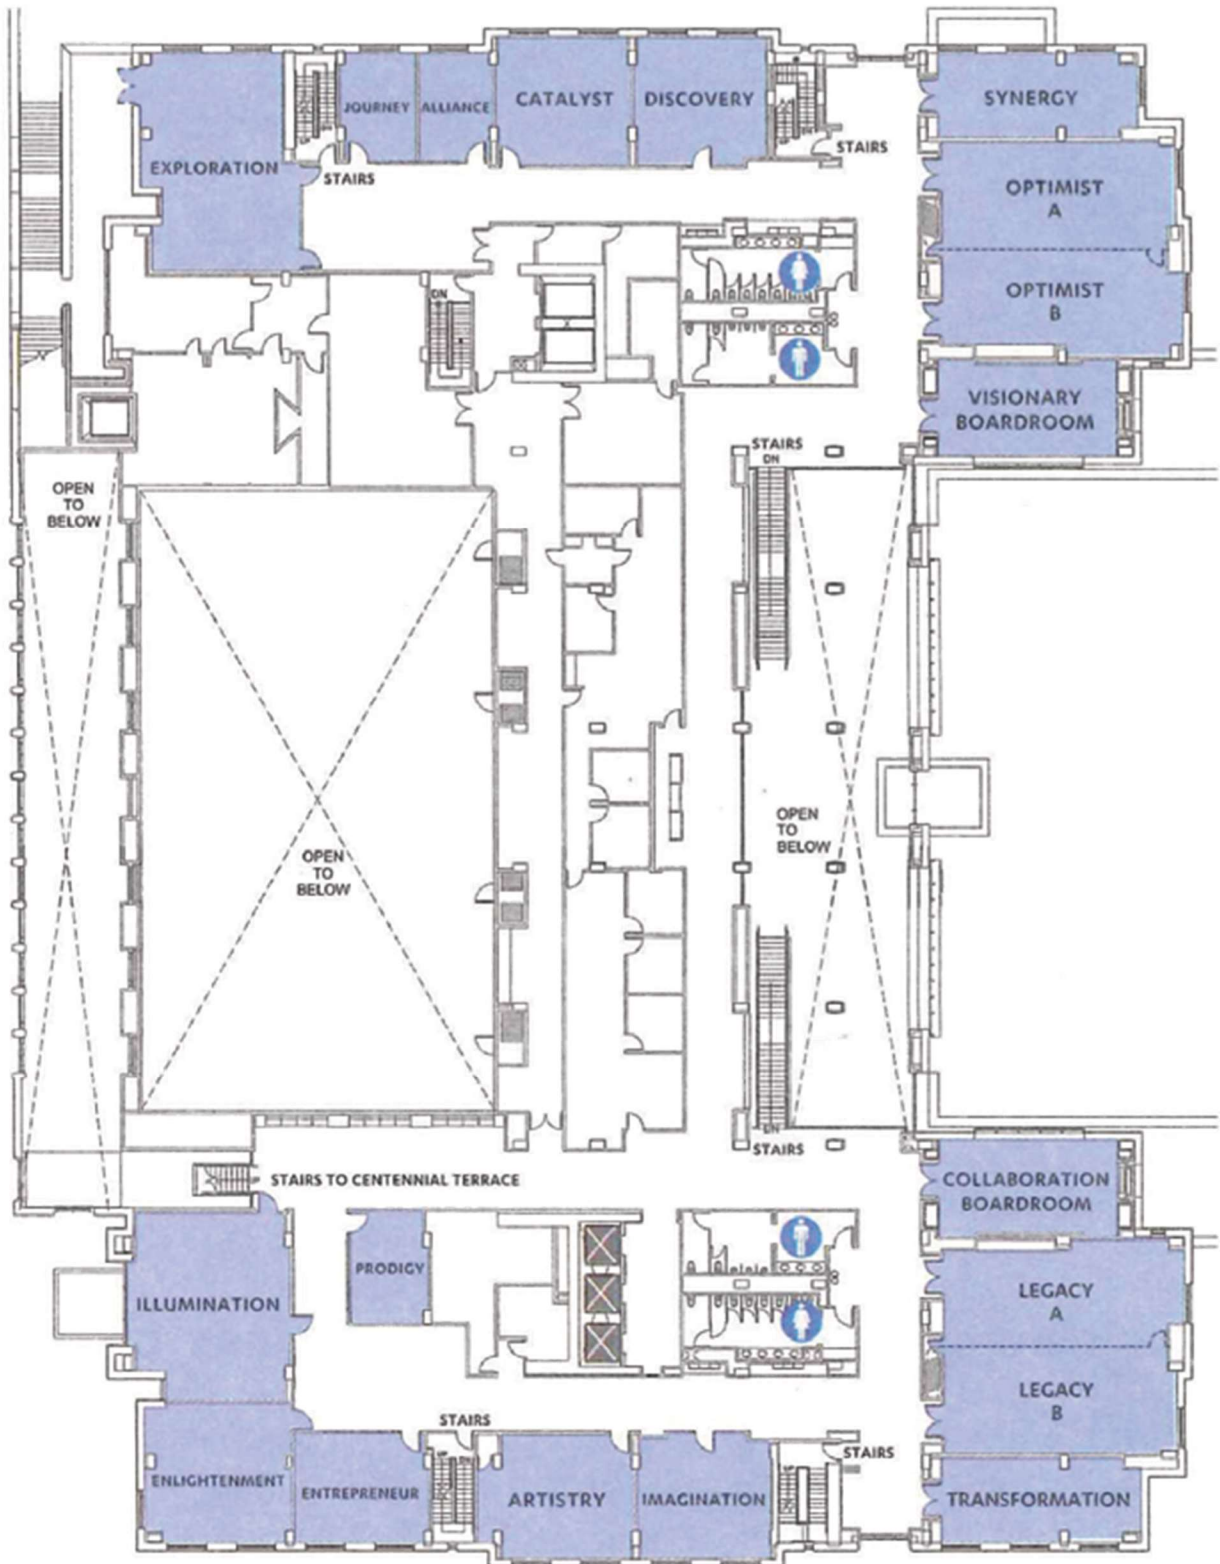 JOURNEY
ALLIANCE
CATALYST
DISCOVERY
SYNERGY
EXPLORATION
STAIRS
STAIRS
OPTIMIST
A
OPTIMIST
B
DN
VISIONARY
BOARDROOM
STAIRS
DN
OPEN
TO
BELOW
OPEN
TO
BELOW
OPEN
TO
BELOW
DN
STAIRS
STAIRS TO CENTENNIAL TERRACE
COLLABORATION
BOARDROOM
PRODIGY
ILLUMINATION
LEGACY
A
LEGACY
B
STAIRS
STAIRS
ENLIGHTENMENT
ENTREPRENEUR
ARTISTRY
IMAGINATION
TRANSFORMATION